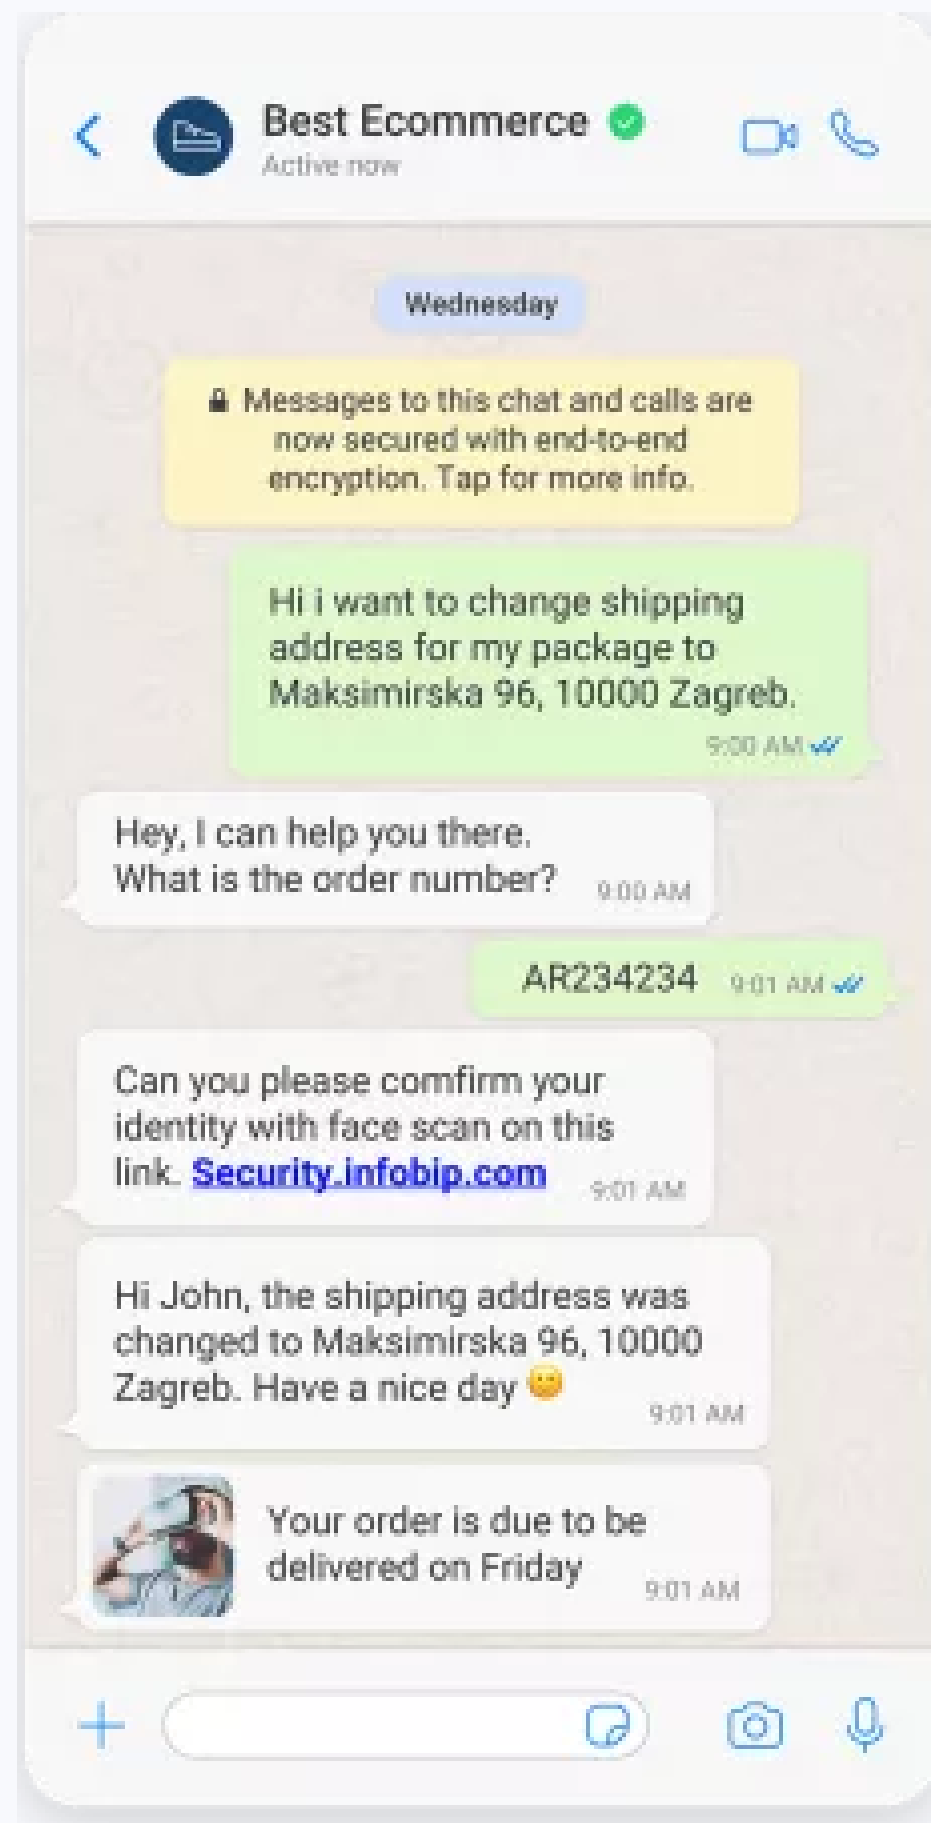 Best Ecommerce
Active now
Wednesday
Messages to this chat and calls are
now secured with end-to-end
encryption. Tap for more info.
Hi i want to change shipping
address for my package to
Maksimirska 96, 10000 Zagreb.
9:00 AM
Hey, I can help you there.
What is the order number? 9:00 AM
AR234234 9:01 AM
Can you please comfirm your
identity with face scan on this
link. Security.infobip.com 9:01 AM
Hi John, the shipping address was
changed to Maksimirska 96, 10000
Zagreb. Have a nice day 🙂
9:01 AM
Your order is due to be
delivered on Friday 9:01 AM